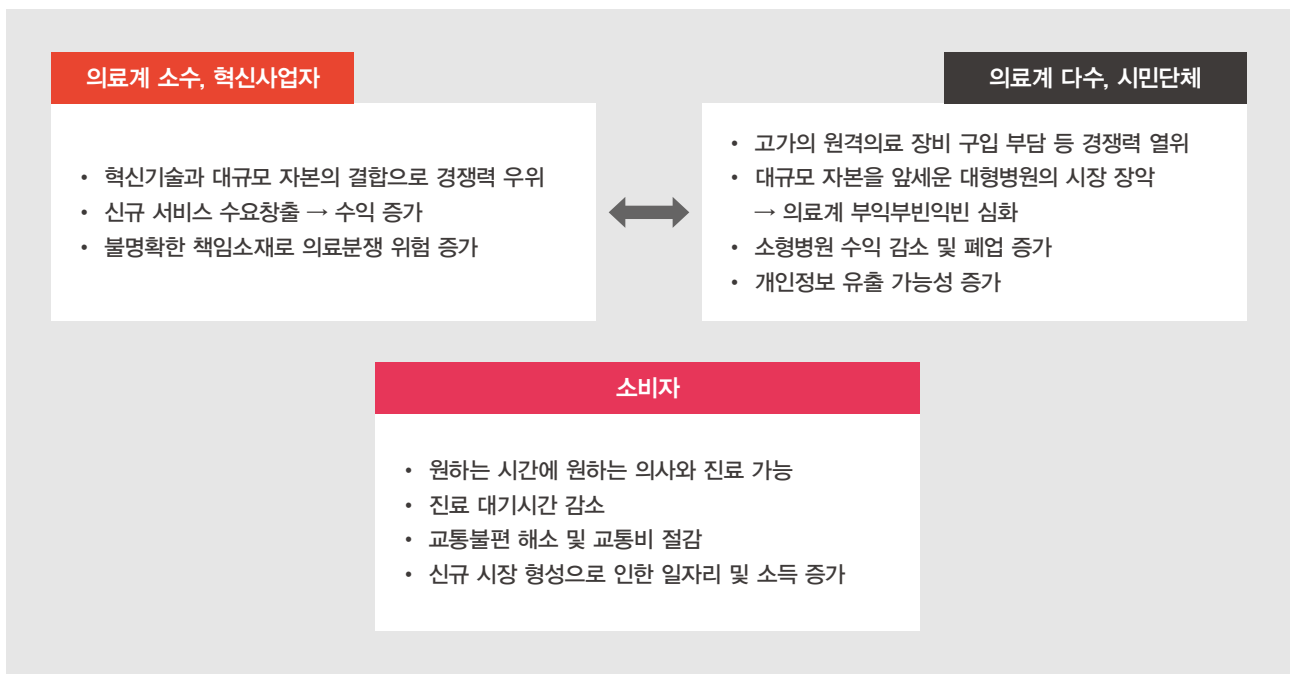 의료계 소수, 혁신사업자
• 혁신기술과 대규모 자본의 결합으로 경쟁력 우위
• 신규 서비스 수요창출 → 수익 증가
• 불명확한 책임소재로 의료분쟁 위험 증가
의료계 다수, 시민단체
• 고가의 원격의료 장비 구입 부담 등 경쟁력 열위
• 대규모 자본을 앞세운 대형병원의 시장 장악
→ 의료계 부익부빈익빈 심화
• 소형병원 수익 감소 및 폐업 증가
• 개인정보 유출 가능성 증가
소비자
• 원하는 시간에 원하는 의사와 진료 가능
• 진료 대기시간 감소
• 교통불편 해소 및 교통비 절감
• 신규 시장 형성으로 인한 일자리 및 소득 증가